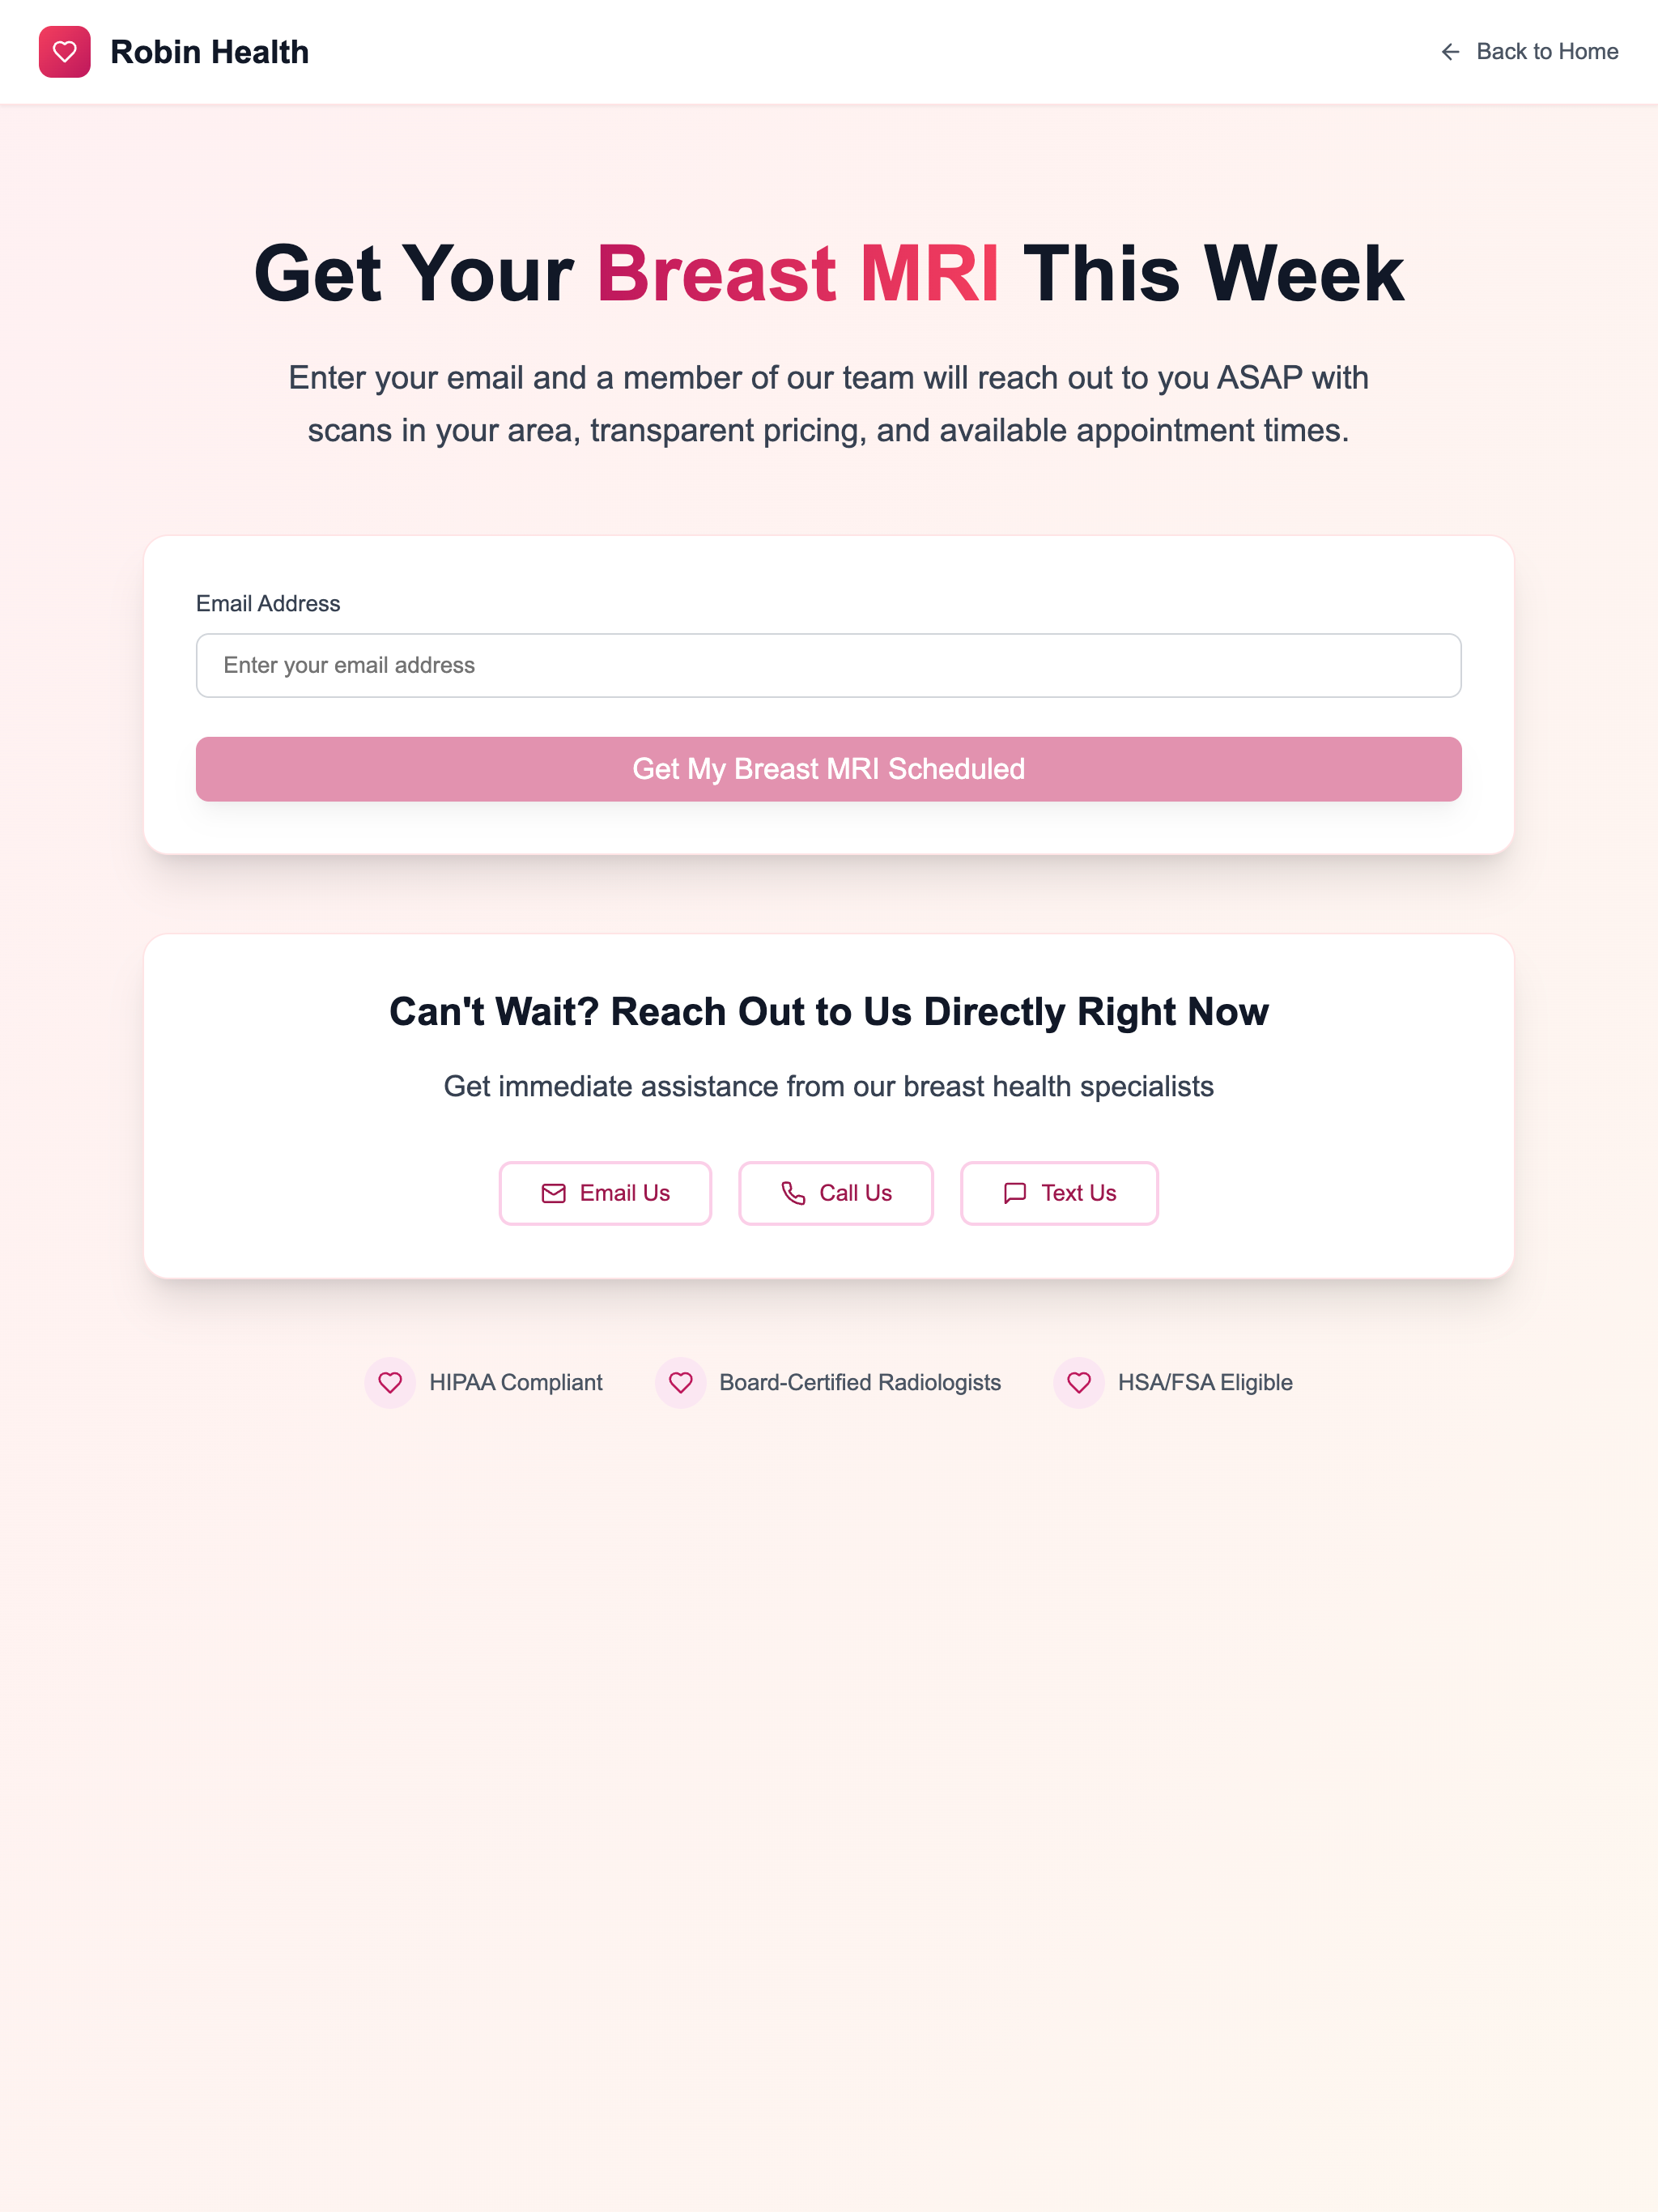 Robin Health
Back to Home
Get Your Breast MRI This Week
Enter your email and a member of our team will reach out to you ASAP with
scans in your area, transparent pricing, and available appointment times.
Email Address
Enter your email address
Get My Breast MRI Scheduled
Can't Wait? Reach Out to Us Directly Right Now
Get immediate assistance from our breast health specialists
Email Us
Call Us
Text Us
HIPAA Compliant
Board-Certified Radiologists
HSA/FSA Eligible